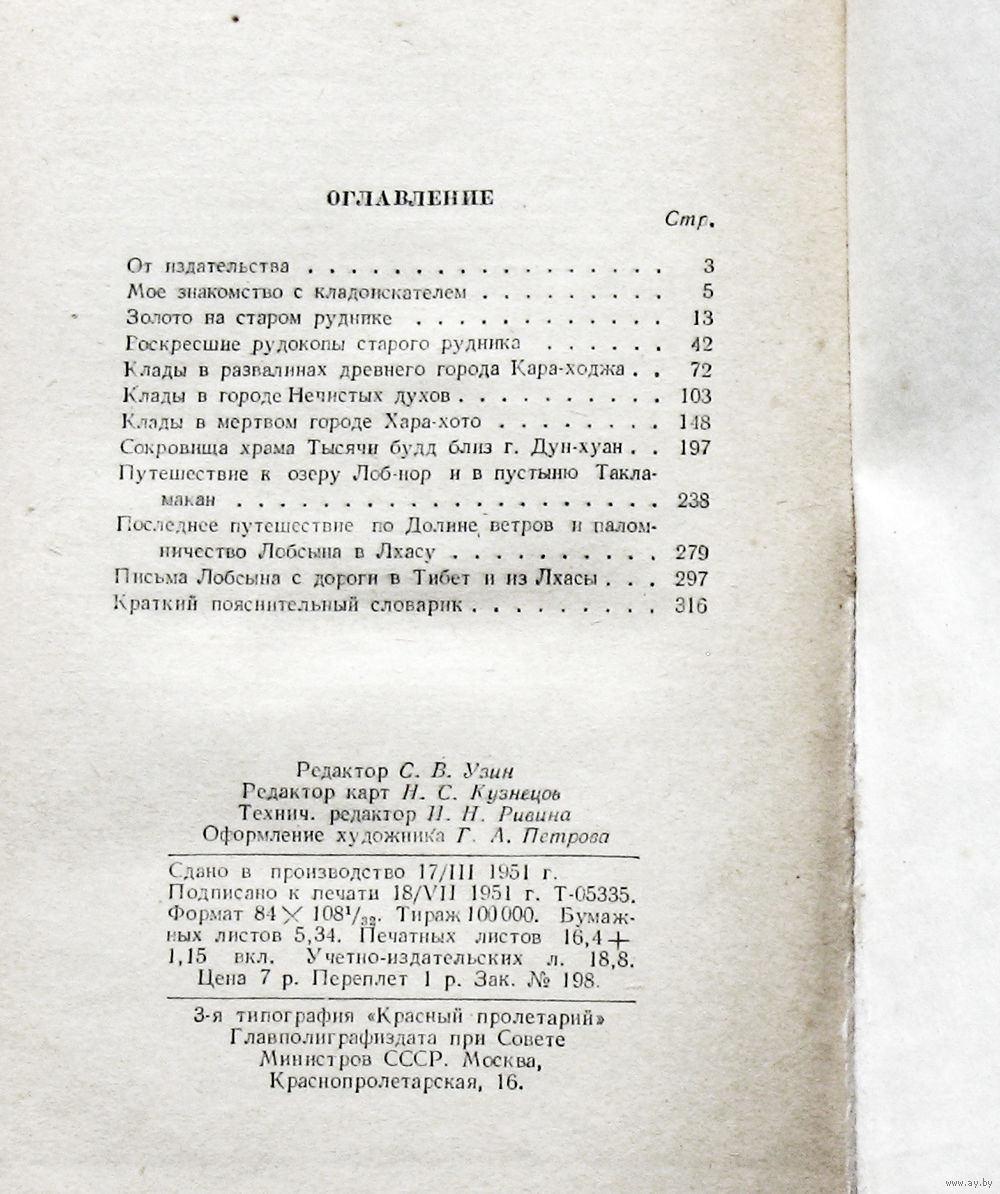 ОГЛАВЛЕНИЕ
Стр.
От издательства . . . . . . . . . . . . . . . . . 3
Мое знакомство с кладоискателем . . . . . . . . . 5
Золото на старом руднике . . . . . . . . . . . . 13
Воскресшие рудокопы старого рудника . . . . . . 42
Клады в развалинах древнего города Кара-ходжа . . 72
Клады в городе Нечистых духов . . . . . . . . . . 103
Клады в мертвом городе Хара-хото . . . . . . . . 148
Сокровища храма Тысячи будд близ г. Дун-хуан . . 197
Путешествие к озеру Лоб-нор и в пустыню Такла-
макан . . . . . . . . . . . . . . . . . . . . 238
Последнее путешествие по Долине ветров и палом-
ничество Лобсына в Лхасу . . . . . . . . . . 279
Письма Лобсына с дороги в Тибет и из Лхасы . . . 297
Краткий пояснительный словарик . . . . . . . . . 316
Редактор С. В. Узин
Редактор карт Н. С. Кузнецов
Технич. редактор Н. Н. Ривина
Оформление художника Г. А. Петрова
Сдано в производство 17/III 1951 г.
Подписано к печати 18/VII 1951 г. Т-05335.
Формат 84 × 108¹/₃₂. Тираж 100000. Бумаж-
ных листов 5,34. Печатных листов 16,4+
1,15 вкл. Учетно-издательских л. 18,8.
Цена 7 р. Переплет 1 р. Зак. № 198.
3-я типография «Красный пролетарий»
Главполиграфиздата при Совете
Министров СССР. Москва,
Краснопролетарская, 16.
www.ay.by